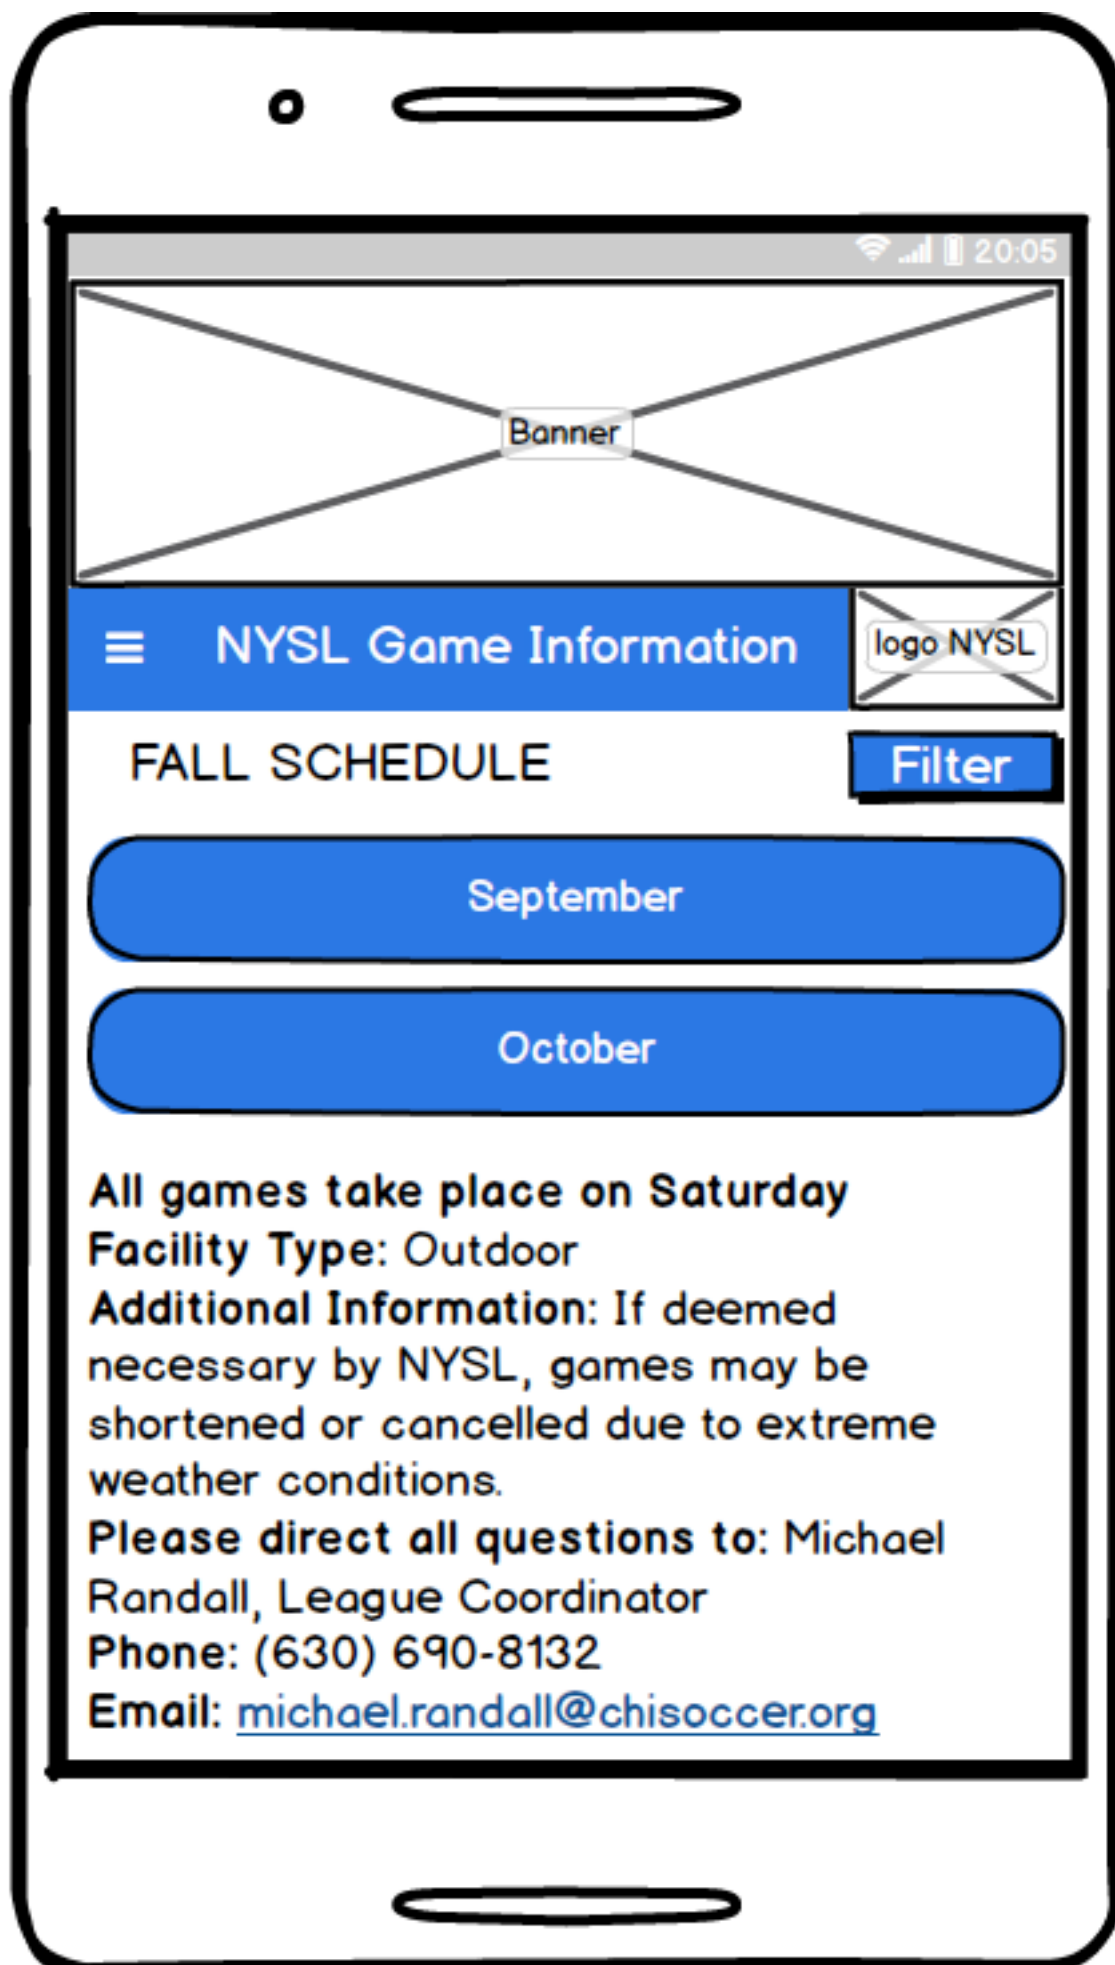 20:05
Banner
NYSL Game Information
logo NYSL
FALL SCHEDULE
Filter
September
October
All games take place on Saturday
Facility Type: Outdoor
Additional Information: If deemed
necessary by NYSL, games may be
shortened or cancelled due to extreme
weather conditions.
Please direct all questions to: Michael
Randall, League Coordinator
Phone: (630) 690-8132
Email: michael.randall@chisoccer.org